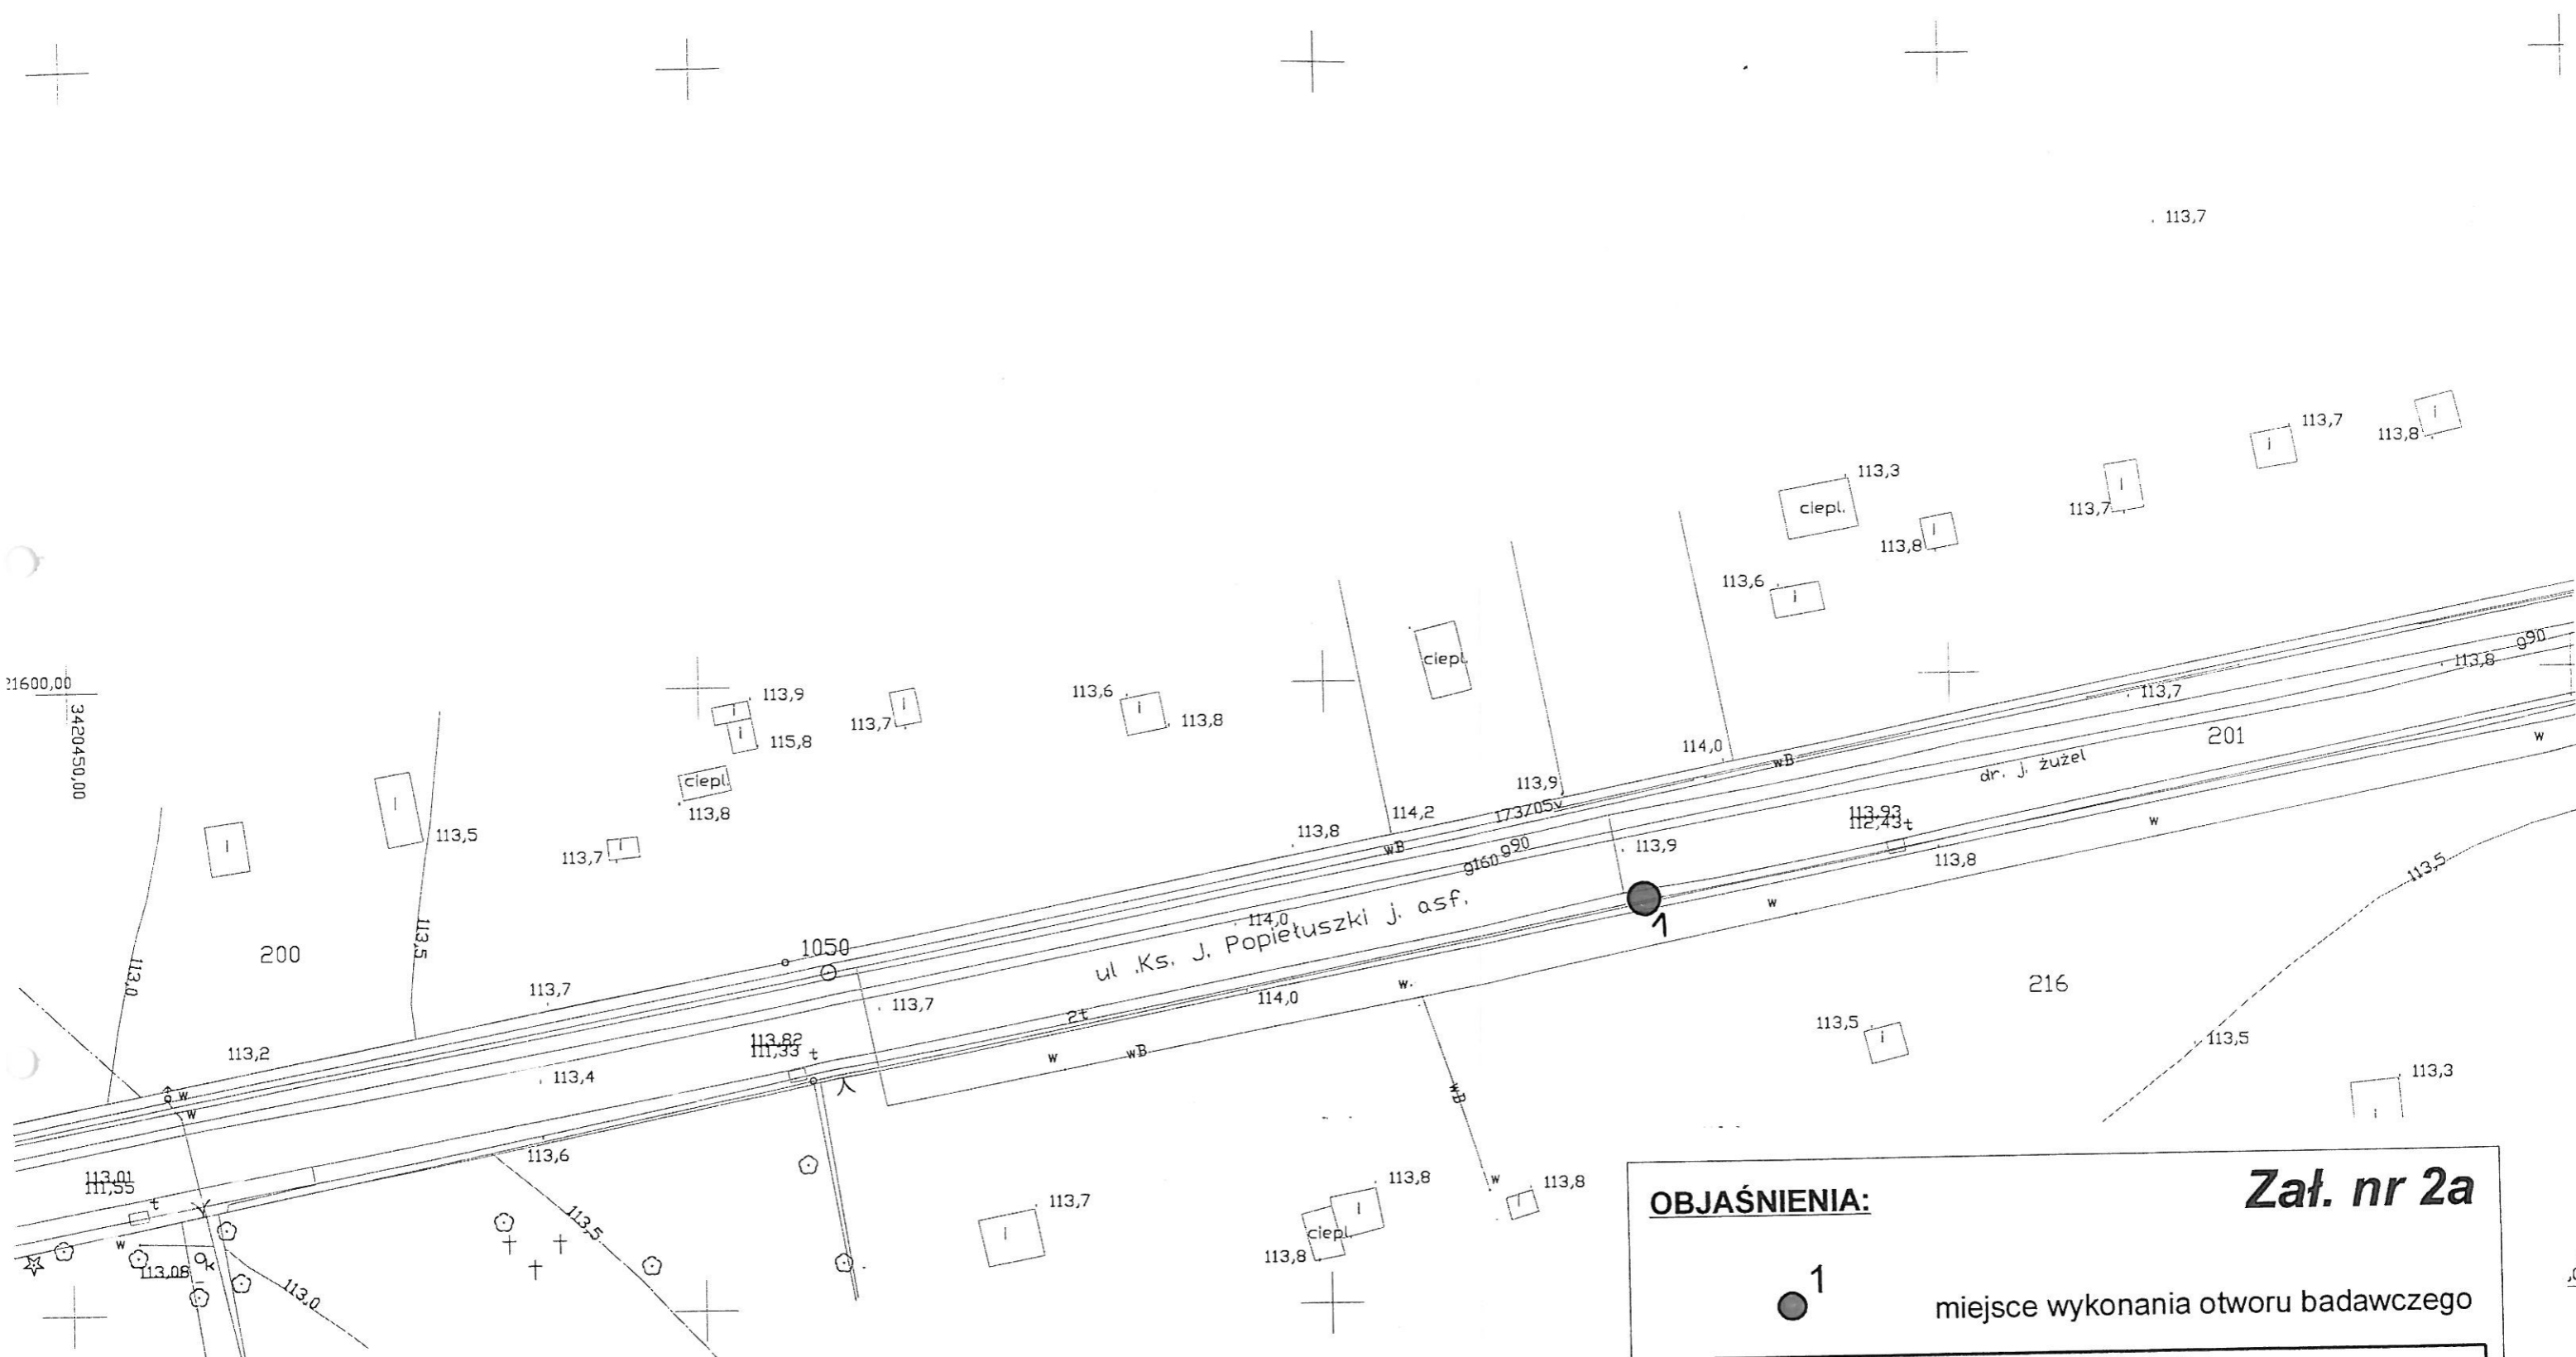 113,7
113,7
113,8
113,3
ciepl.
113,7
113,8
113,6
g90
113,8
21600,00
3420450,00
113,9
115,8
113,7
113,6
113,8
ciepl.
ciepl.
113,8
113,7
201
w
dr. j. żużel
114,0
wB
113,9
173/05v
114,2
113,8
wB
g160 g90
113,9
113,93
112,43 t
113,8
w
w
113,5
113,5
113,5
113,7
200
113,0
113,7
1050
114,0
ul .Ks. J. Popiełuszki j. asf.
1
113,7
2t
114,0
w
216
113,2
113,82
111,33 t
113,4
w
wB
113,5
113,5
113,3
w
w
wB
113,6
113,01
111,55
t
w
113,08
k
113,0
113,5
113,7
ciepl.
113,8
113,8
w
113,8
OBJAŚNIENIA:
Zał. nr 2a
1
miejsce wykonania otworu badawczego